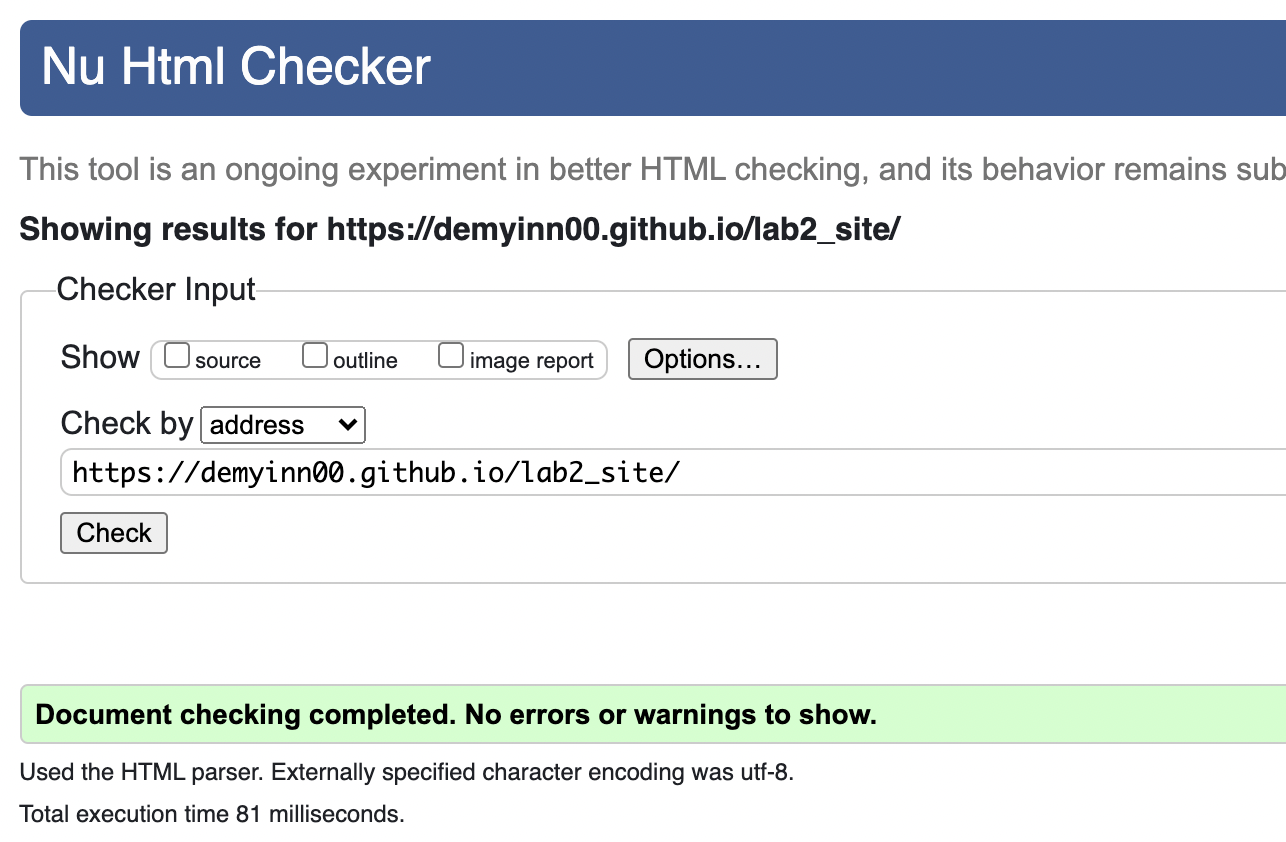 Nu Html Checker
This tool is an ongoing experiment in better HTML checking, and its behavior remains sub
Showing results for https://demyinn00.github.io/lab2_site/
Checker Input
Show source outline image report Options...
Check by address
https://demyinn00.github.io/lab2_site/
Check
Document checking completed. No errors or warnings to show.
Used the HTML parser. Externally specified character encoding was utf-8.
Total execution time 81 milliseconds.